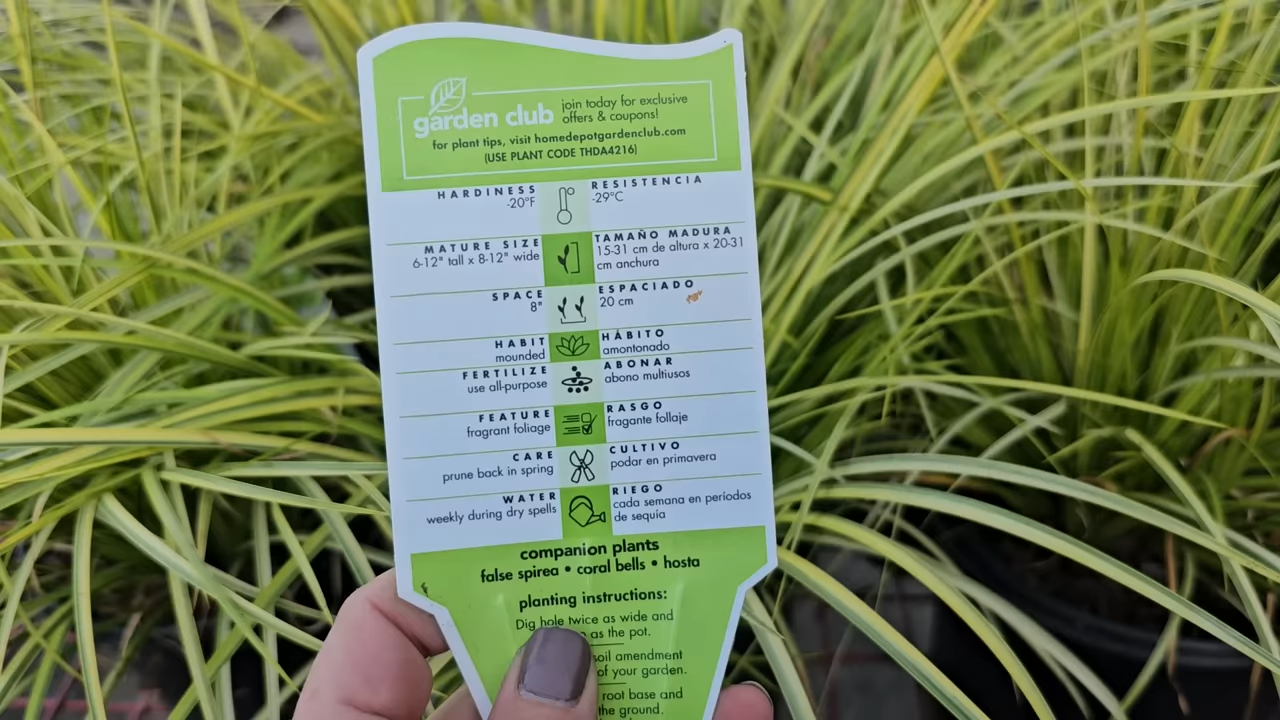 garden club
join today for exclusive
offers & coupons!
for plant tips, visit homedepotgardenclub.com
(USE PLANT CODE THDA4216)
HARDINESS
-20°F
RESISTENCIA
-29°C
MATURE SIZE
6-12" tall x 8-12" wide
TAMAÑO MADURA
15-31 cm de altura x 20-31
cm anchura
SPACE
8"
ESPACIADO
20 cm
HABIT
mounded
HÁBITO
amontonado
FERTILIZE
use all-purpose
ABONAR
abono multiusos
FEATURE
fragrant foliage
RASGO
fragante follaje
CARE
prune back in spring
CULTIVO
podar en primavera
WATER
weekly during dry spells
RIEGO
cada semana en períodos
de sequía
companion plants
false spirea • coral bells • hosta
planting instructions:
Dig hole twice as wide and
as the pot.
soil amendment
of your garden.
root base and
the ground.